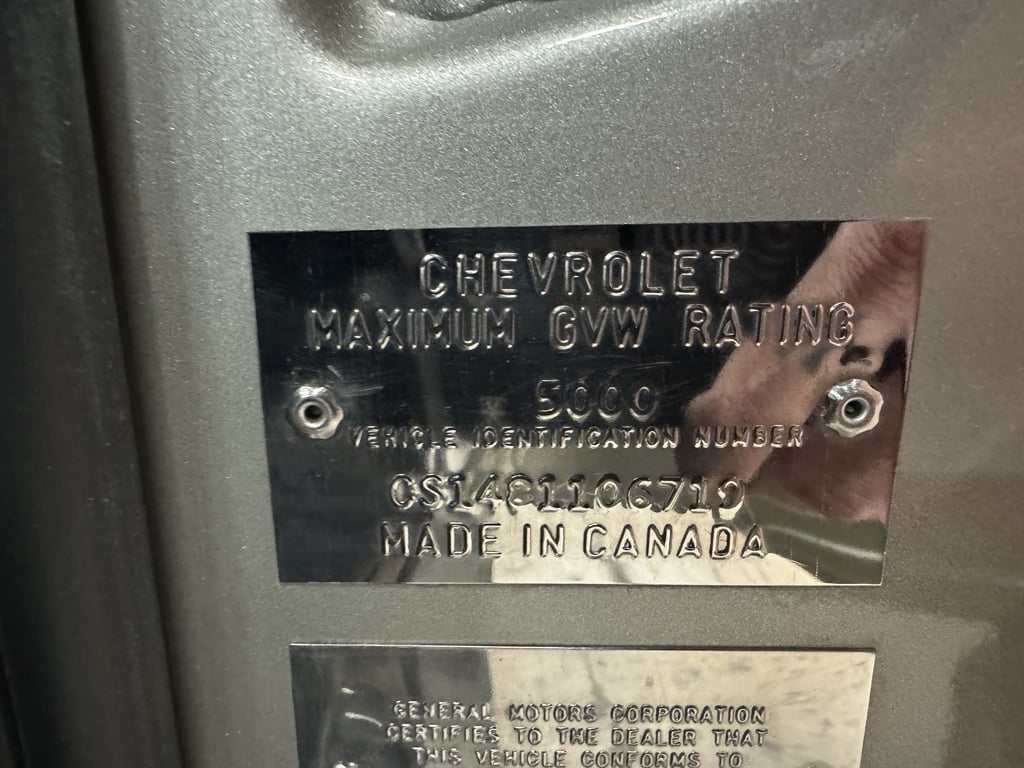 CHEVROLET
MAXIMUM GVW RATING
5000
VEHICLE IDENTIFICATION NUMBER
CS1481106719
MADE IN CANADA
GENERAL MOTORS CORPORATION
CERTIFIES TO THE DEALER THAT
THIS VEHICLE CONFORMS TO